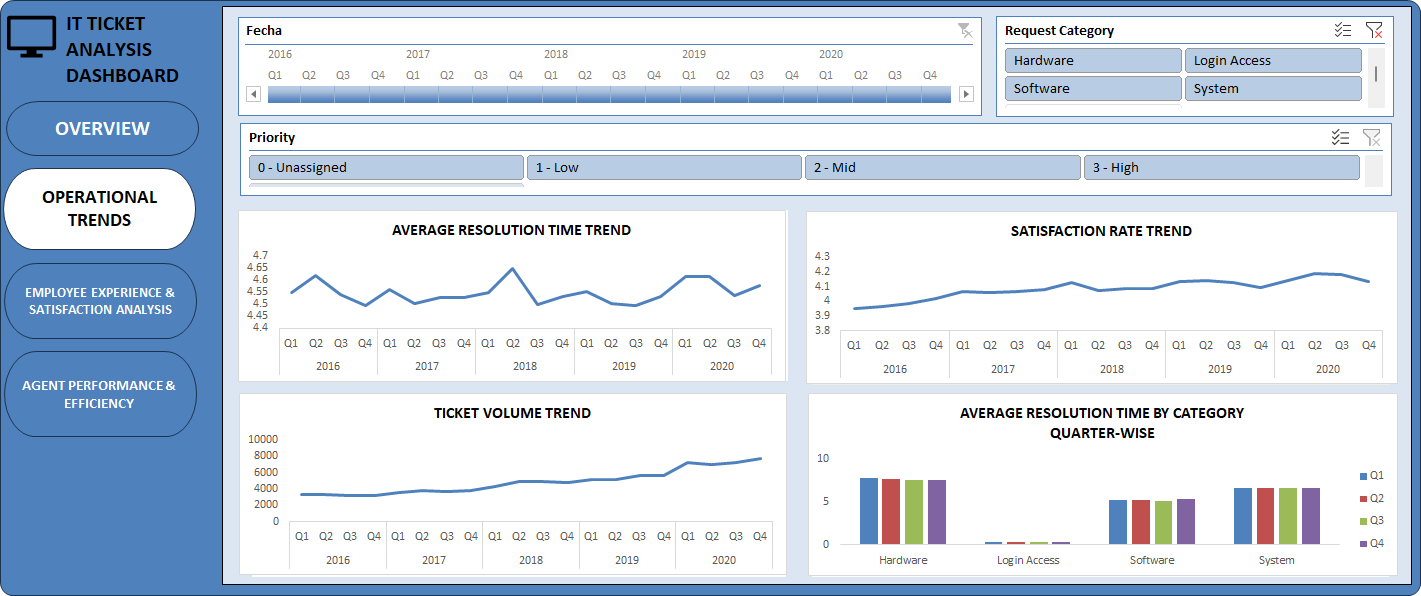 IT TICKET
ANALYSIS
DASHBOARD
OVERVIEW
OPERATIONAL
TRENDS
EMPLOYEE EXPERIENCE &
SATISFACTION ANALYSIS
AGENT PERFORMANCE &
EFFICIENCY
Fecha
2016 2017 2018 2019 2020
Q1 Q2 Q3 Q4 Q1 Q2 Q3 Q4 Q1 Q2 Q3 Q4 Q1 Q2 Q3 Q4 Q1 Q2 Q3 Q4
Request Category
Hardware Login Access
Software System
Priority
0 - Unassigned 1 - Low 2 - Mid 3 - High
AVERAGE RESOLUTION TIME TREND
4.7
4.65
4.6
4.55
4.5
4.45
4.4
Q1 Q2 Q3 Q4 Q1 Q2 Q3 Q4 Q1 Q2 Q3 Q4 Q1 Q2 Q3 Q4 Q1 Q2 Q3 Q4
2016 2017 2018 2019 2020
SATISFACTION RATE TREND
4.3
4.2
4.1
4
3.9
3.8
Q1 Q2 Q3 Q4 Q1 Q2 Q3 Q4 Q1 Q2 Q3 Q4 Q1 Q2 Q3 Q4 Q1 Q2 Q3 Q4
2016 2017 2018 2019 2020
TICKET VOLUME TREND
10000
8000
6000
4000
2000
0
Q1 Q2 Q3 Q4 Q1 Q2 Q3 Q4 Q1 Q2 Q3 Q4 Q1 Q2 Q3 Q4 Q1 Q2 Q3 Q4
2016 2017 2018 2019 2020
AVERAGE RESOLUTION TIME BY CATEGORY
QUARTER-WISE
10
5
0
Hardware Login Access Software System
Q1
Q2
Q3
Q4